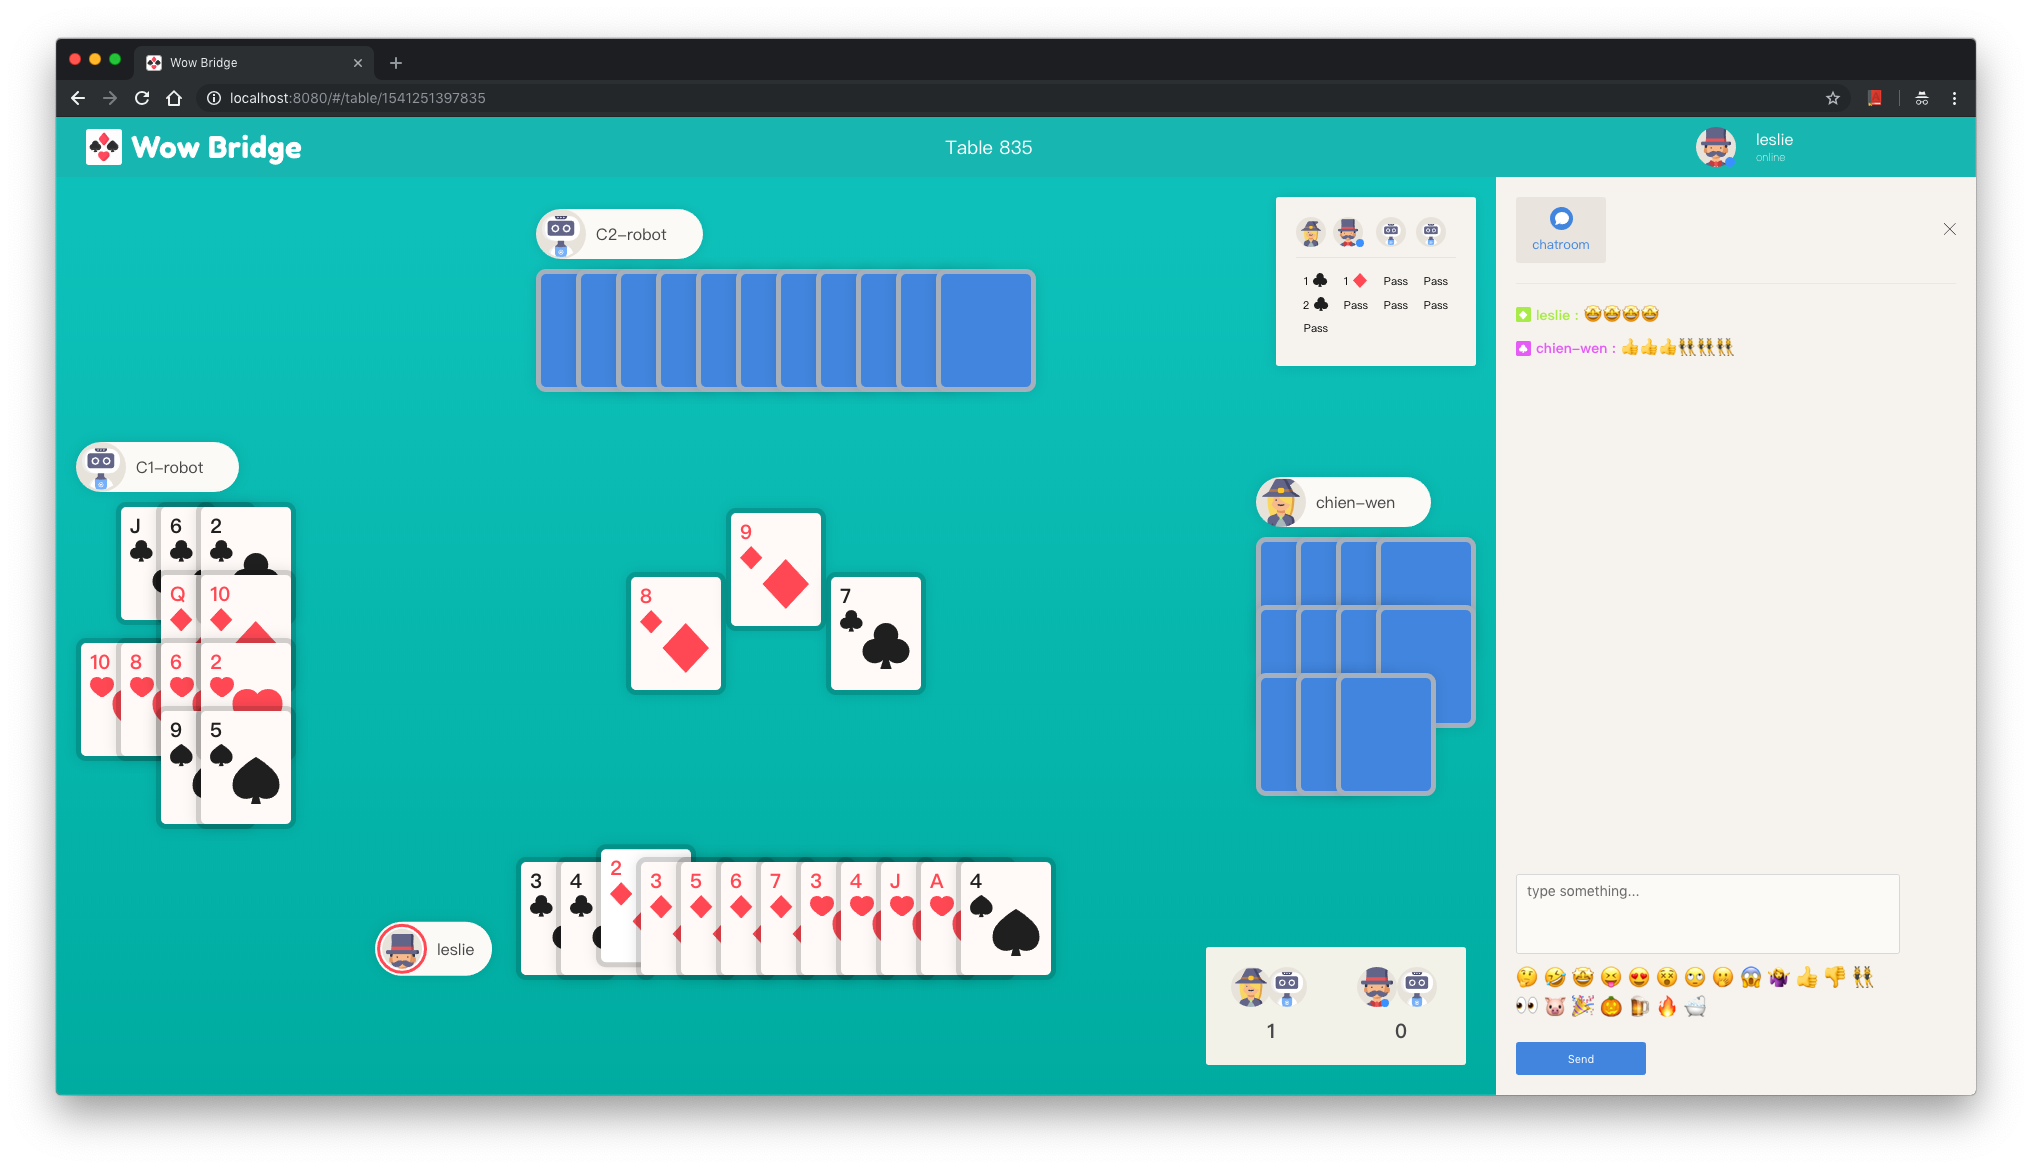 Wow Bridge
localhost:8080/#/table/1541251397835
Wow Bridge
Table 835
leslie
online
C2-robot
1 1 Pass Pass
2 Pass Pass Pass
Pass
chatroom
leslie :
chien-wen :
C1-robot
J 6 2
Q 10
10 8 6 2
9 5
chien-wen
9
8
7
leslie
3 4 2 3 5 6 7 3 4 J A 4
1 0
type something...
Send